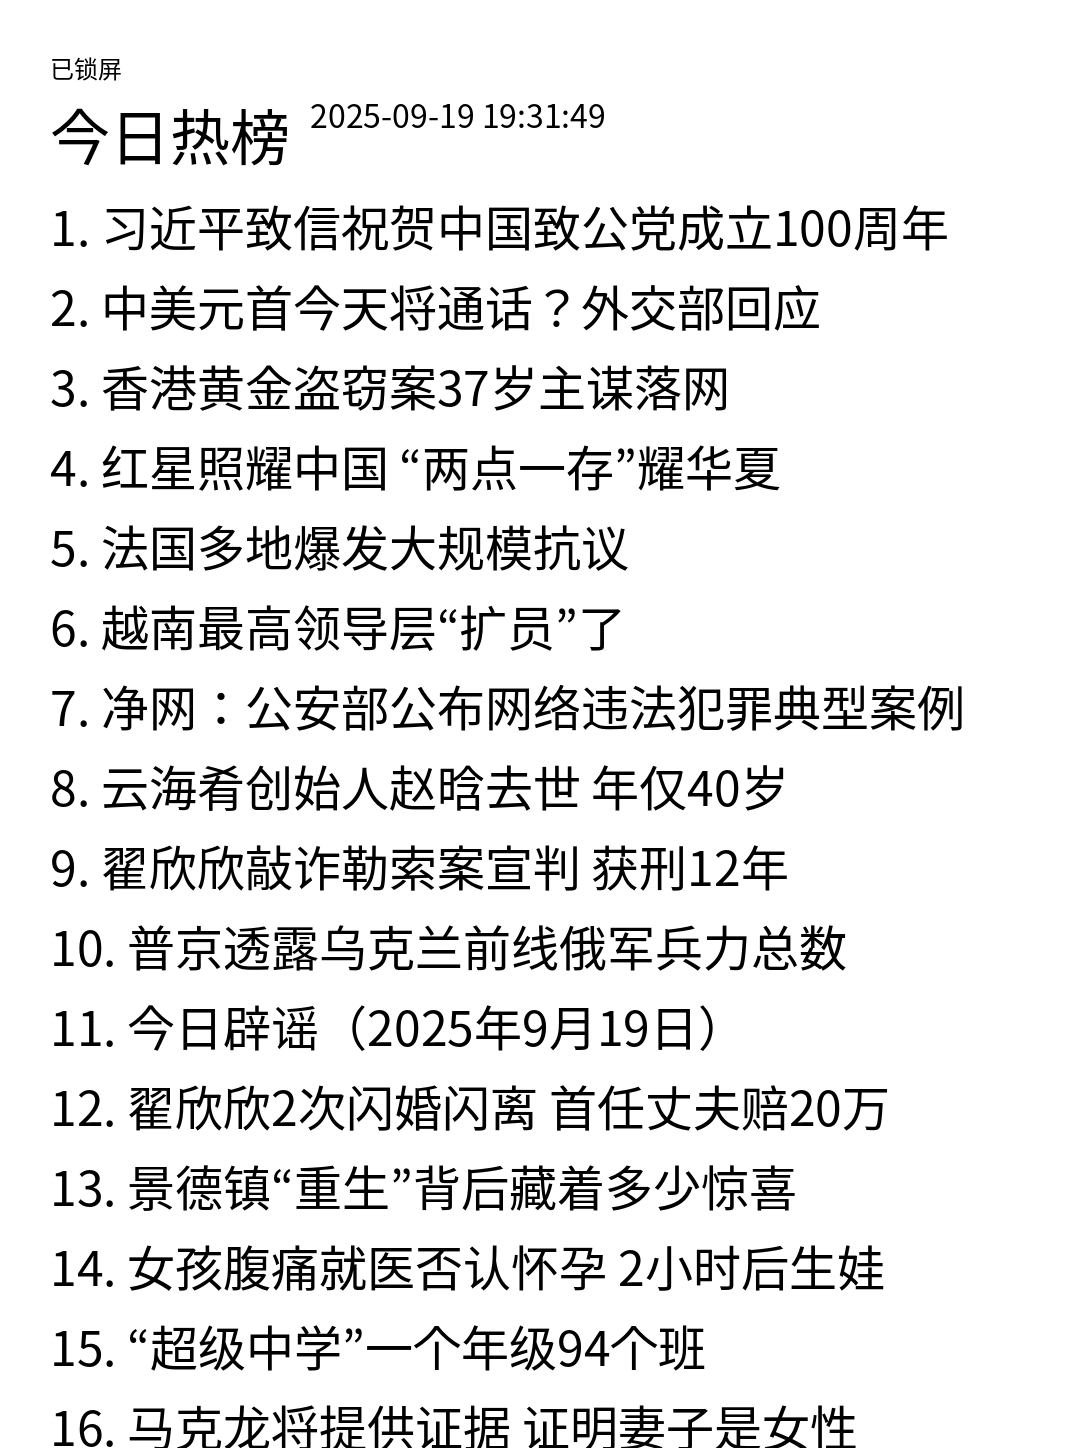 已锁屏
今日热榜 2025-09-19 19:31:49
1. 习近平致信祝贺中国致公党成立100周年
2. 中美元首今天将通话？外交部回应
3. 香港黄金盗窃案37岁主谋落网
4. 红星照耀中国 “两点一存”耀华夏
5. 法国多地爆发大规模抗议
6. 越南最高领导层“扩员”了
7. 净网：公安部公布网络违法犯罪典型案例
8. 云海肴创始人赵晗去世 年仅40岁
9. 翟欣欣敲诈勒索案宣判 获刑12年
10. 普京透露乌克兰前线俄军兵力总数
11. 今日辟谣（2025年9月19日）
12. 翟欣欣2次闪婚闪离 首任丈夫赔20万
13. 景德镇“重生”背后藏着多少惊喜
14. 女孩腹痛就医否认怀孕 2小时后生娃
15. “超级中学”一个年级94个班
16. 马克龙将提供证据 证明妻子是女性